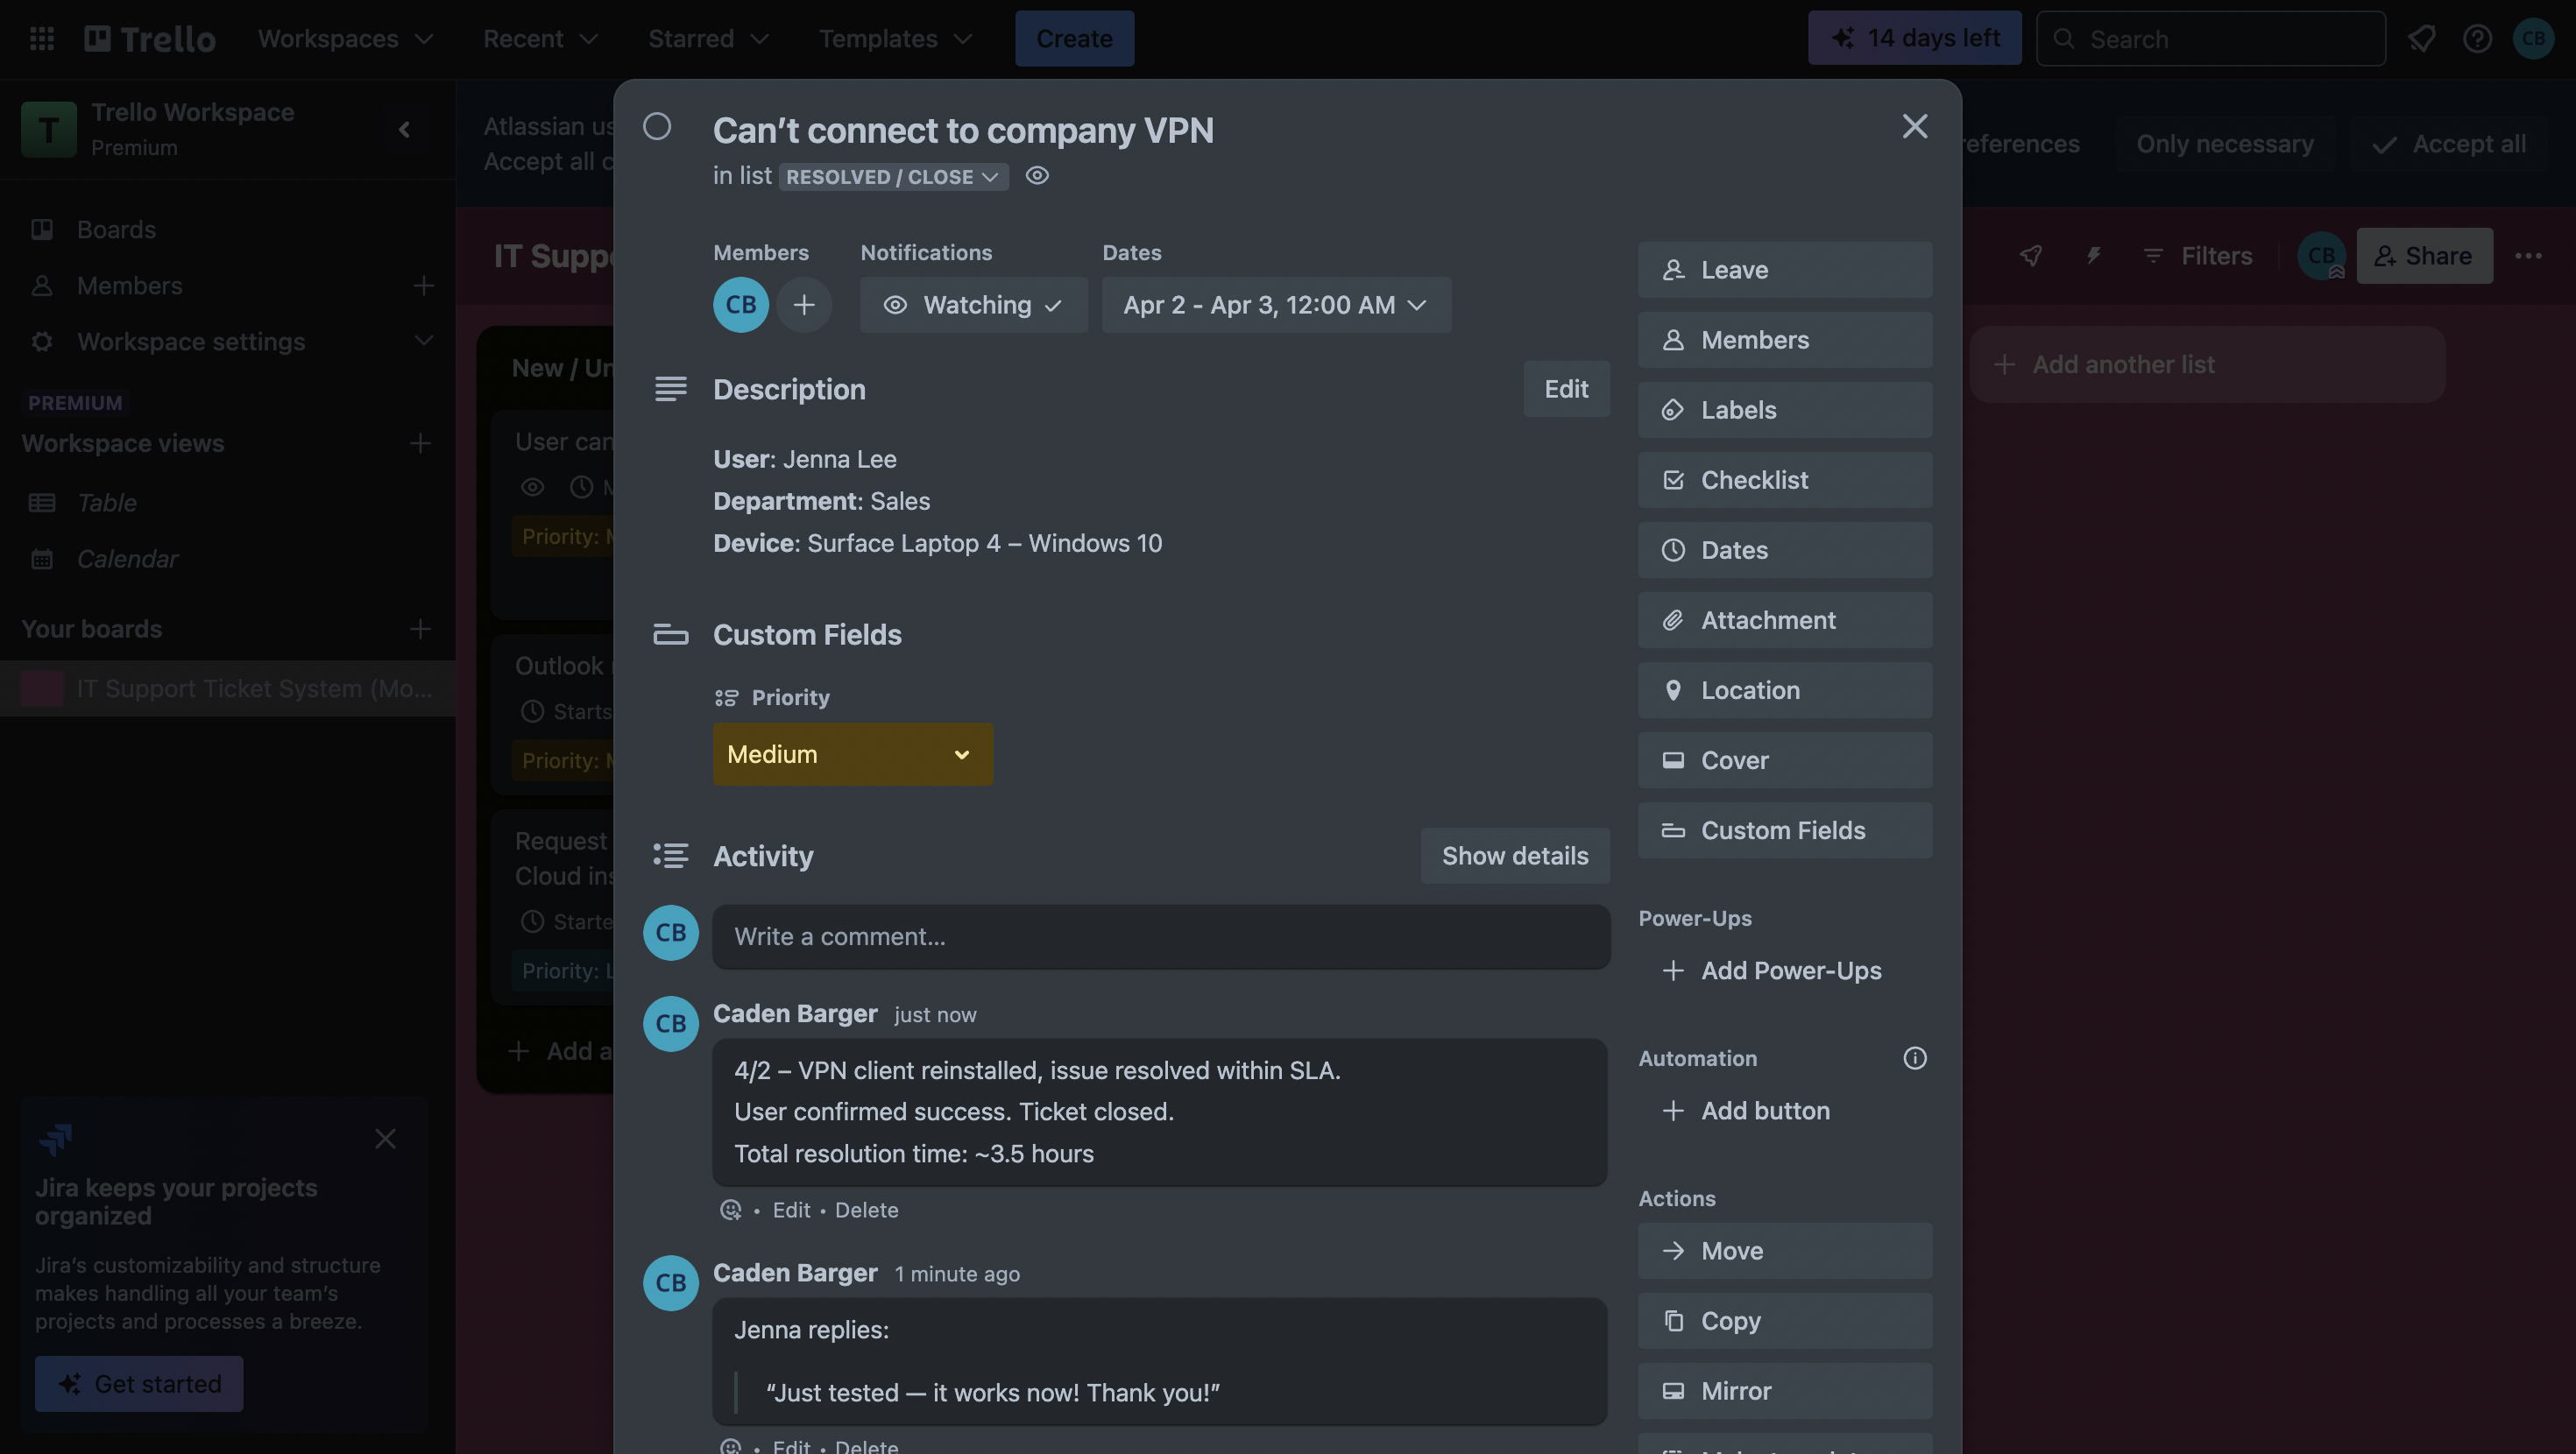 Trello
Workspaces
Recent
Starred
Templates
Create
14 days left
Search
CB
T
Trello Workspace
Premium
Boards
Members
Workspace settings
PREMIUM
Workspace views
Table
Calendar
Your boards
IT Support Ticket System (Mo...
Jira keeps your projects
organized
Jira's customizability and structure
makes handling all your team's
projects and processes a breeze.
Get started
Atlassian us
Accept all c
references
Only necessary
Accept all
IT Suppo
Filters
CB
Share
New / Un
User can
Priority: M
Outlook
Starts
Priority: M
Request
Cloud ins
Starte
Priority: L
Add a
Add another list
Can't connect to company VPN
in list RESOLVED / CLOSE
Members
Notifications
Dates
CB
Watching
Apr 2 - Apr 3, 12:00 AM
Description
Edit
User: Jenna Lee
Department: Sales
Device: Surface Laptop 4 – Windows 10
Custom Fields
Priority
Medium
Activity
Show details
CB
Write a comment...
CB
Caden Barger just now
4/2 – VPN client reinstalled, issue resolved within SLA.
User confirmed success. Ticket closed.
Total resolution time: ~3.5 hours
• Edit • Delete
CB
Caden Barger 1 minute ago
Jenna replies:
“Just tested — it works now! Thank you!”
• Edit • Delete
Leave
Members
Labels
Checklist
Dates
Attachment
Location
Cover
Custom Fields
Power-Ups
Add Power-Ups
Automation
Add button
Actions
Move
Copy
Mirror